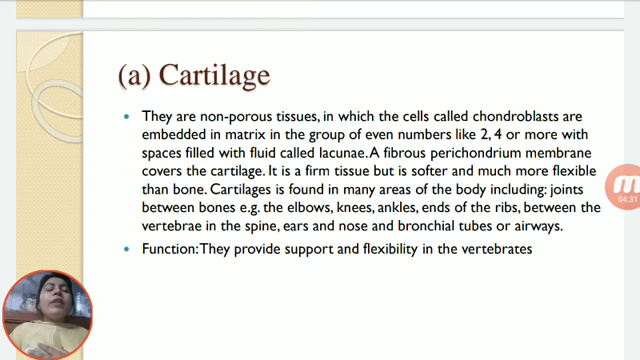 (a) Cartilage
• They are non-porous tissues, in which the cells called chondroblasts are
embedded in matrix in the group of even numbers like 2, 4 or more with
spaces filled with fluid called lacunae. A fibrous perichondrium membrane
covers the cartilage. It is a firm tissue but is softer and much more flexible
than bone. Cartilages is found in many areas of the body including: joints
between bones e.g. the elbows, knees, ankles, ends of the ribs, between the
vertebrae in the spine, ears and nose and bronchial tubes or airways.
• Function: They provide support and flexibility in the vertebrates
04:31